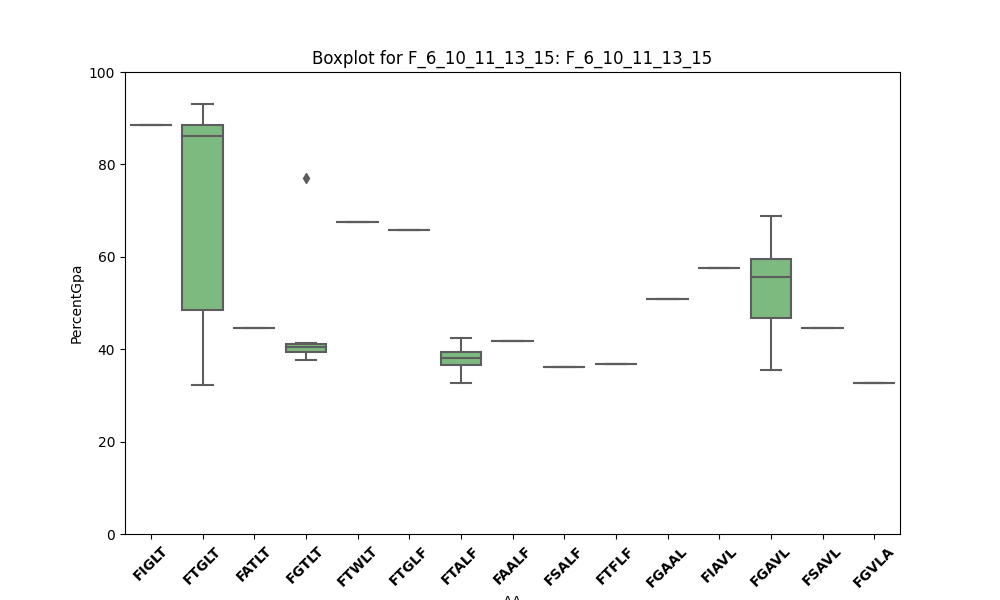 Boxplot for F_6_10_11_13_15: F_6_10_11_13_15
100
80
60
40
20
0
PercentGpa
FIGLT FTGLT FATLT FGTLT FTWLT FTGLF FTALF FAALF FSALF FTFLF FGAAL FIAVL FGAVL FSAVL FGVLA
AA